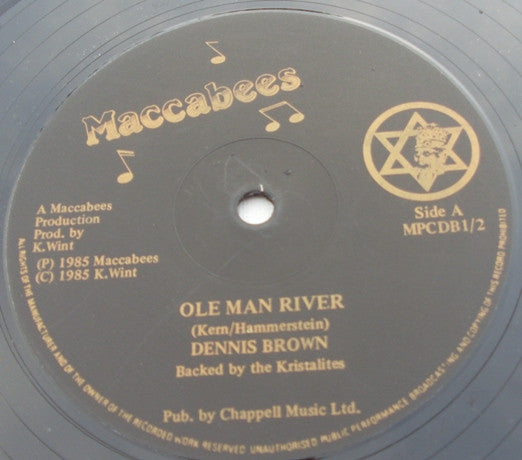 Maccabees
A Maccabees
Production
Prod. by
K.Wint
(P) 1985 Maccabees
(C) 1985 K.Wint
Side A
MPCDB1/2
OLE MAN RIVER
(Kern/Hammerstein)
DENNIS BROWN
Backed by the Kristalites
Pub. by Chappell Music Ltd.
ALL RIGHTS OF THE MANUFACTURER AND OF THE OWNER OF THE RECORDED WORK RESERVED UNAUTHORISED PUBLIC PERFORMANCE BROADCASTING AND COPYING OF THIS RECORD PROHIBITED